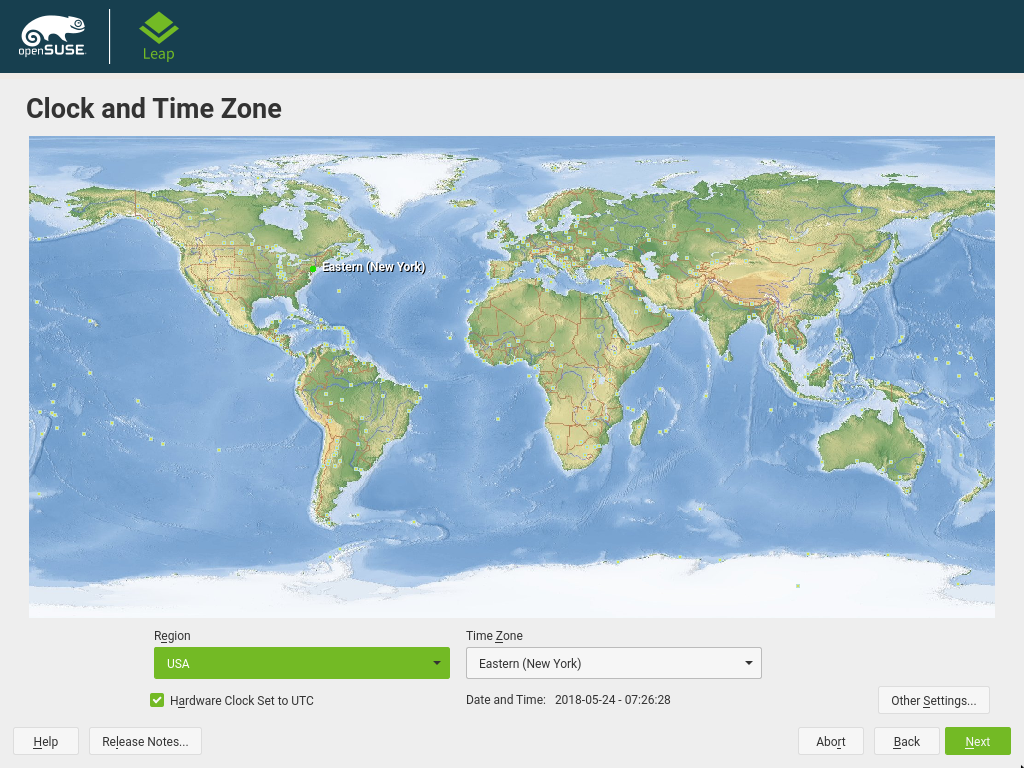 openSUSE
Leap
Clock and Time Zone
Eastern (New York)
Region
Time Zone
USA
Eastern (New York)
Hardware Clock Set to UTC
Date and Time: 2018-05-24 - 07:26:28
Other Settings...
Help
Release Notes...
Abort
Back
Next